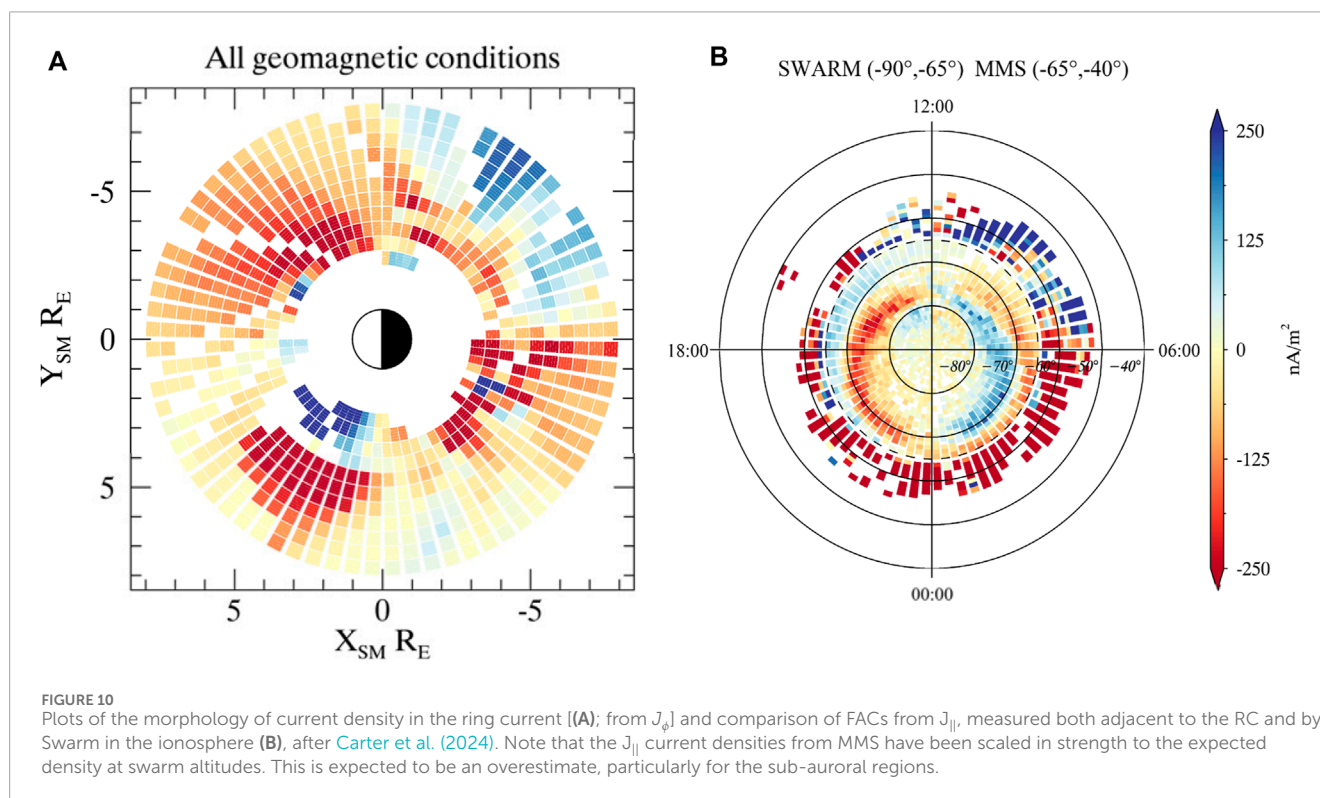 A
All geomagnetic conditions
-5
0
5
Y_SM R_E
5
0
-5
X_SM R_E
B
SWARM (-90°,-65°) MMS (-65°,-40°)
12:00
18:00
06:00
00:00
-80°
-70°
-60°
-50°
-40°
250
125
0
-125
-250
nA/m²
FIGURE 10
Plots of the morphology of current density in the ring current [(A); from J_ϕ] and comparison of FACs from J_||, measured both adjacent to the RC and by
Swarm in the ionosphere (B), after Carter et al. (2024). Note that the J_|| current densities from MMS have been scaled in strength to the expected
density at swarm altitudes. This is expected to be an overestimate, particularly for the sub-auroral regions.